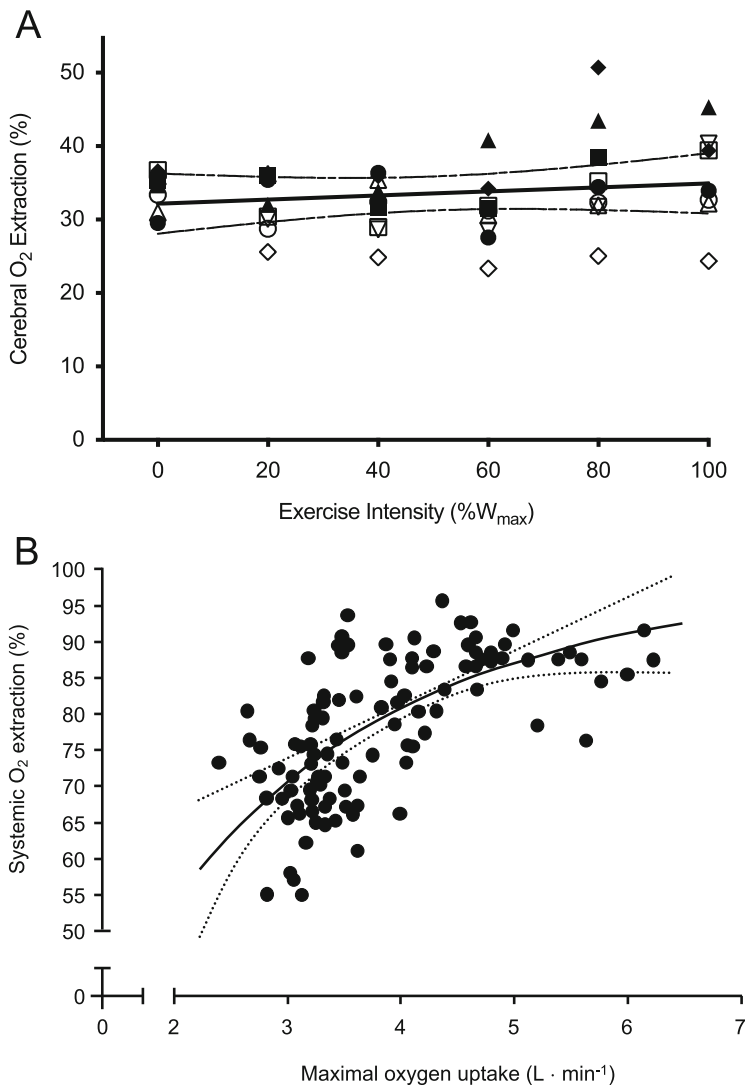 A
Cerebral O₂ Extraction (%)
50
40
30
20
10
0
0 20 40 60 80 100
Exercise Intensity (%Wmax)
B
Systemic O₂ extraction (%)
100
95
90
85
80
75
70
65
60
55
50
0
0 2 3 4 5 6 7
Maximal oxygen uptake (L · min⁻¹)